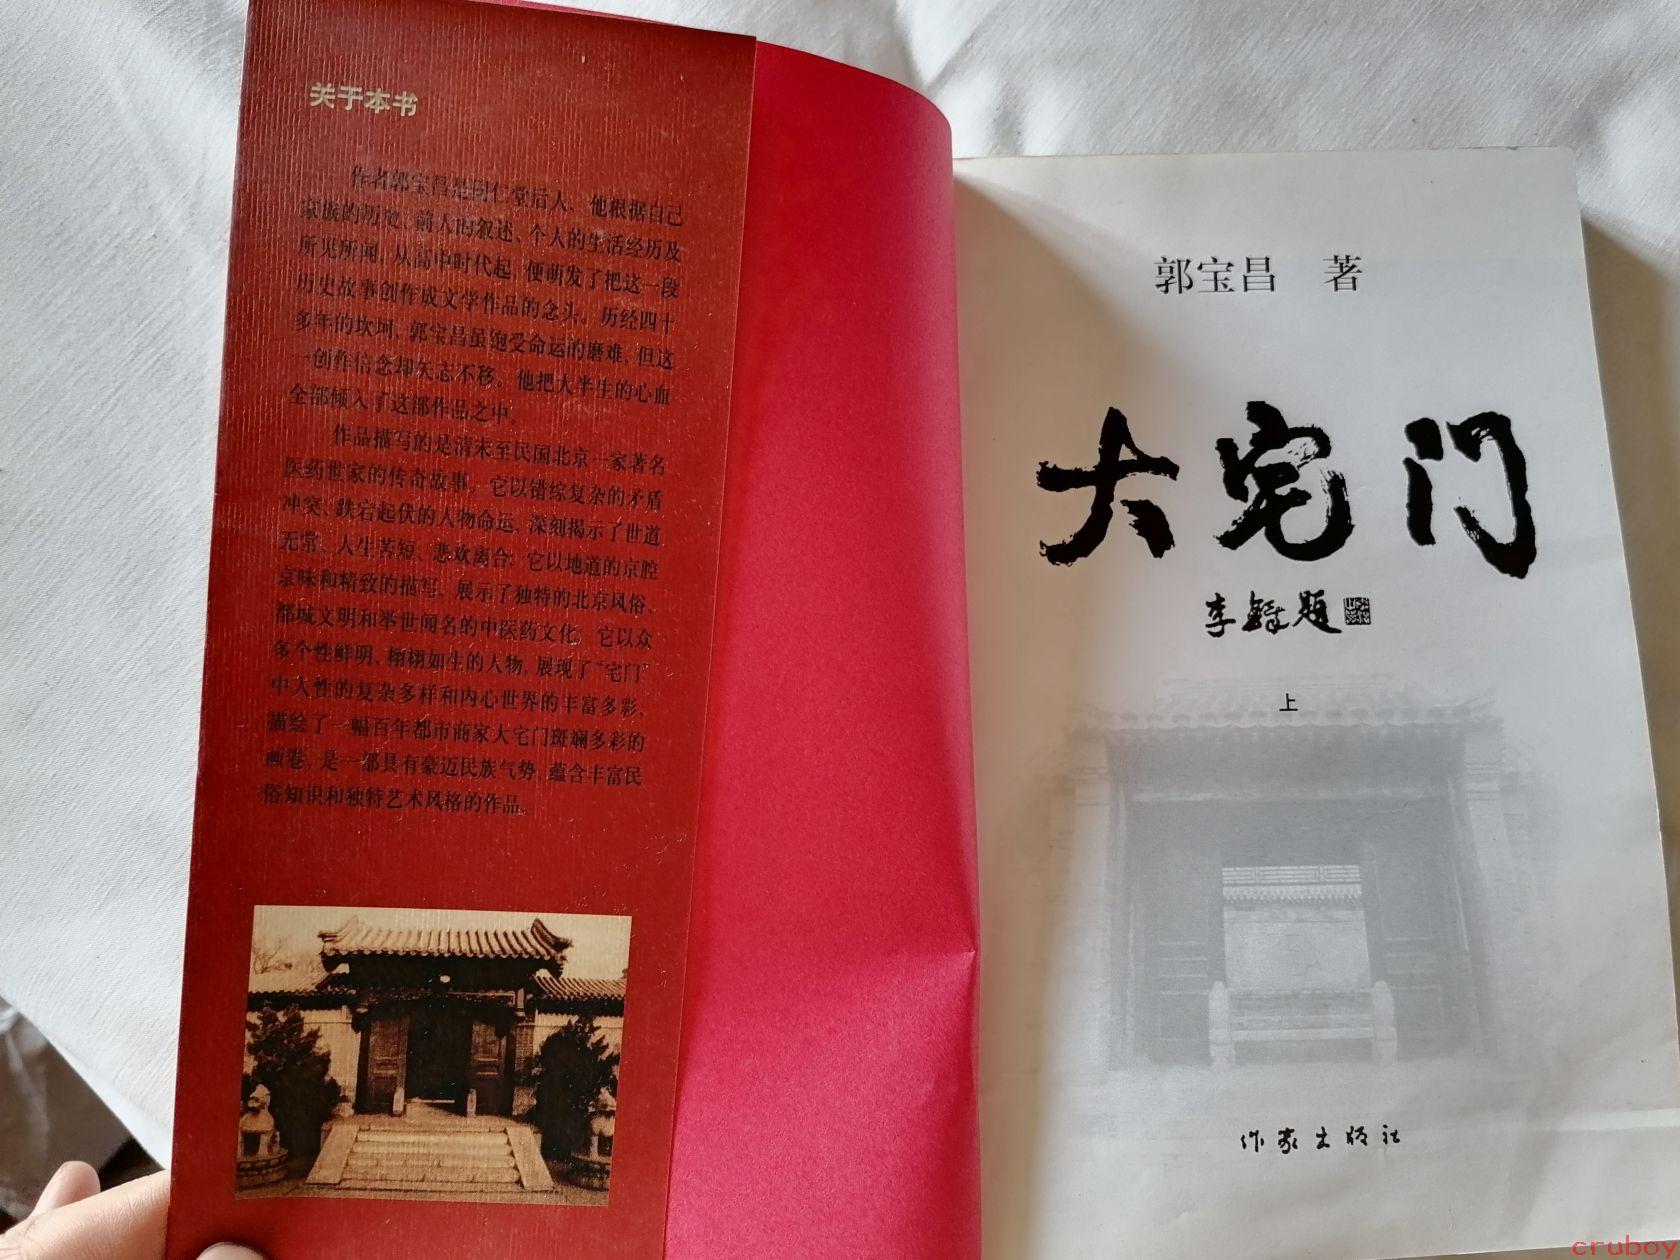 关于本书
作者郭宝昌是同仁堂后人，他根据自己
家族的历史、前人的叙述、个人的生活经历及
所见所闻，从高中时代起，便萌发了把这一段
历史故事创作成文学作品的念头。历经四十
多年的坎坷，郭宝昌虽饱受命运的磨难，但这
一创作信念却矢志不移。他把大半生的心血
全部倾入了这部作品之中。
作品描写的是清末至民国北京一家著名
医药世家的传奇故事。它以错综复杂的矛盾
冲突、跌宕起伏的人物命运，深刻揭示了世道
无常、人生苦短、悲欢离合；它以地道的京腔
京味和精致的描写，展示了独特的北京风俗、
都城文明和举世闻名的中医药文化；它以众
多个性鲜明、栩栩如生的人物，展现了“宅门”
中人性的复杂多样和内心世界的丰富多彩，
描绘了一幅百年都市商家大宅门斑斓多彩的
画卷，是一部具有豪迈民族气势、蕴含丰富民
俗知识和独特艺术风格的作品。
郭宝昌 著
大宅门
李铎题
上
作家出版社
cruboy